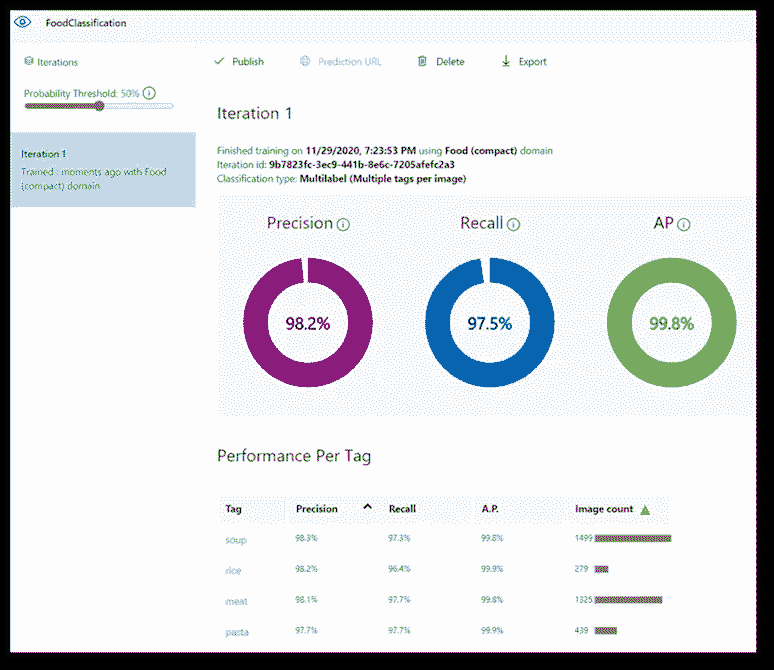 FoodClassification
Iterations
Probability Threshold: 50%
Iteration 1
Trained : moments ago with Food
(compact) domain
Publish
Prediction URL
Delete
Export
Iteration 1
Finished training on 11/29/2020, 7:23:53 PM using Food (compact) domain
Iteration id: 9b7823fc-3ec9-441b-8e6c-7205afefc2a3
Classification type: Multilabel (Multiple tags per image)
Precision Recall AP
98.2% 97.5% 99.8%
Performance Per Tag
Tag Precision Recall A.P. Image count
soup 98.3% 97.3% 99.8% 1499
rice 98.2% 96.4% 99.9% 279
meat 98.1% 97.7% 99.8% 1325
pasta 97.7% 97.7% 99.9% 439